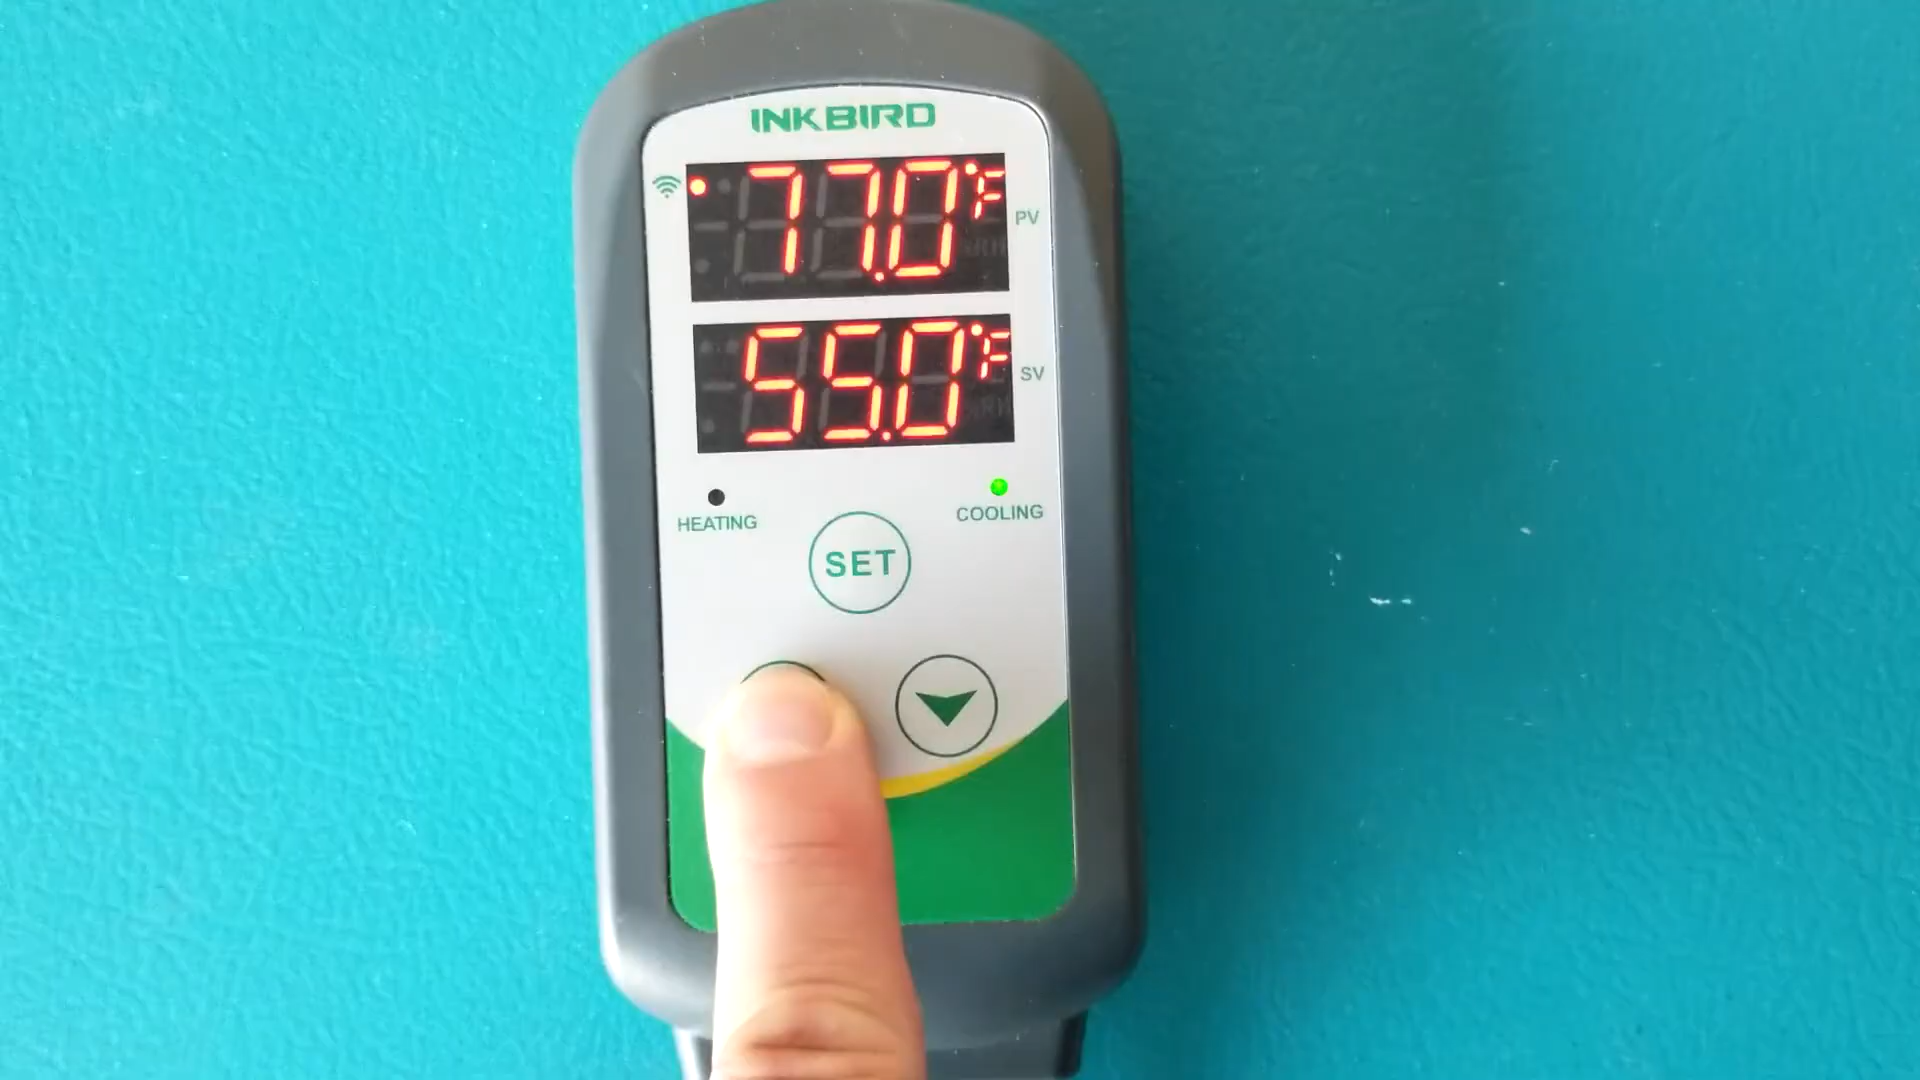 INKBIRD
77.0°F
PV
55.0°F
SV
HEATING
COOLING
SET